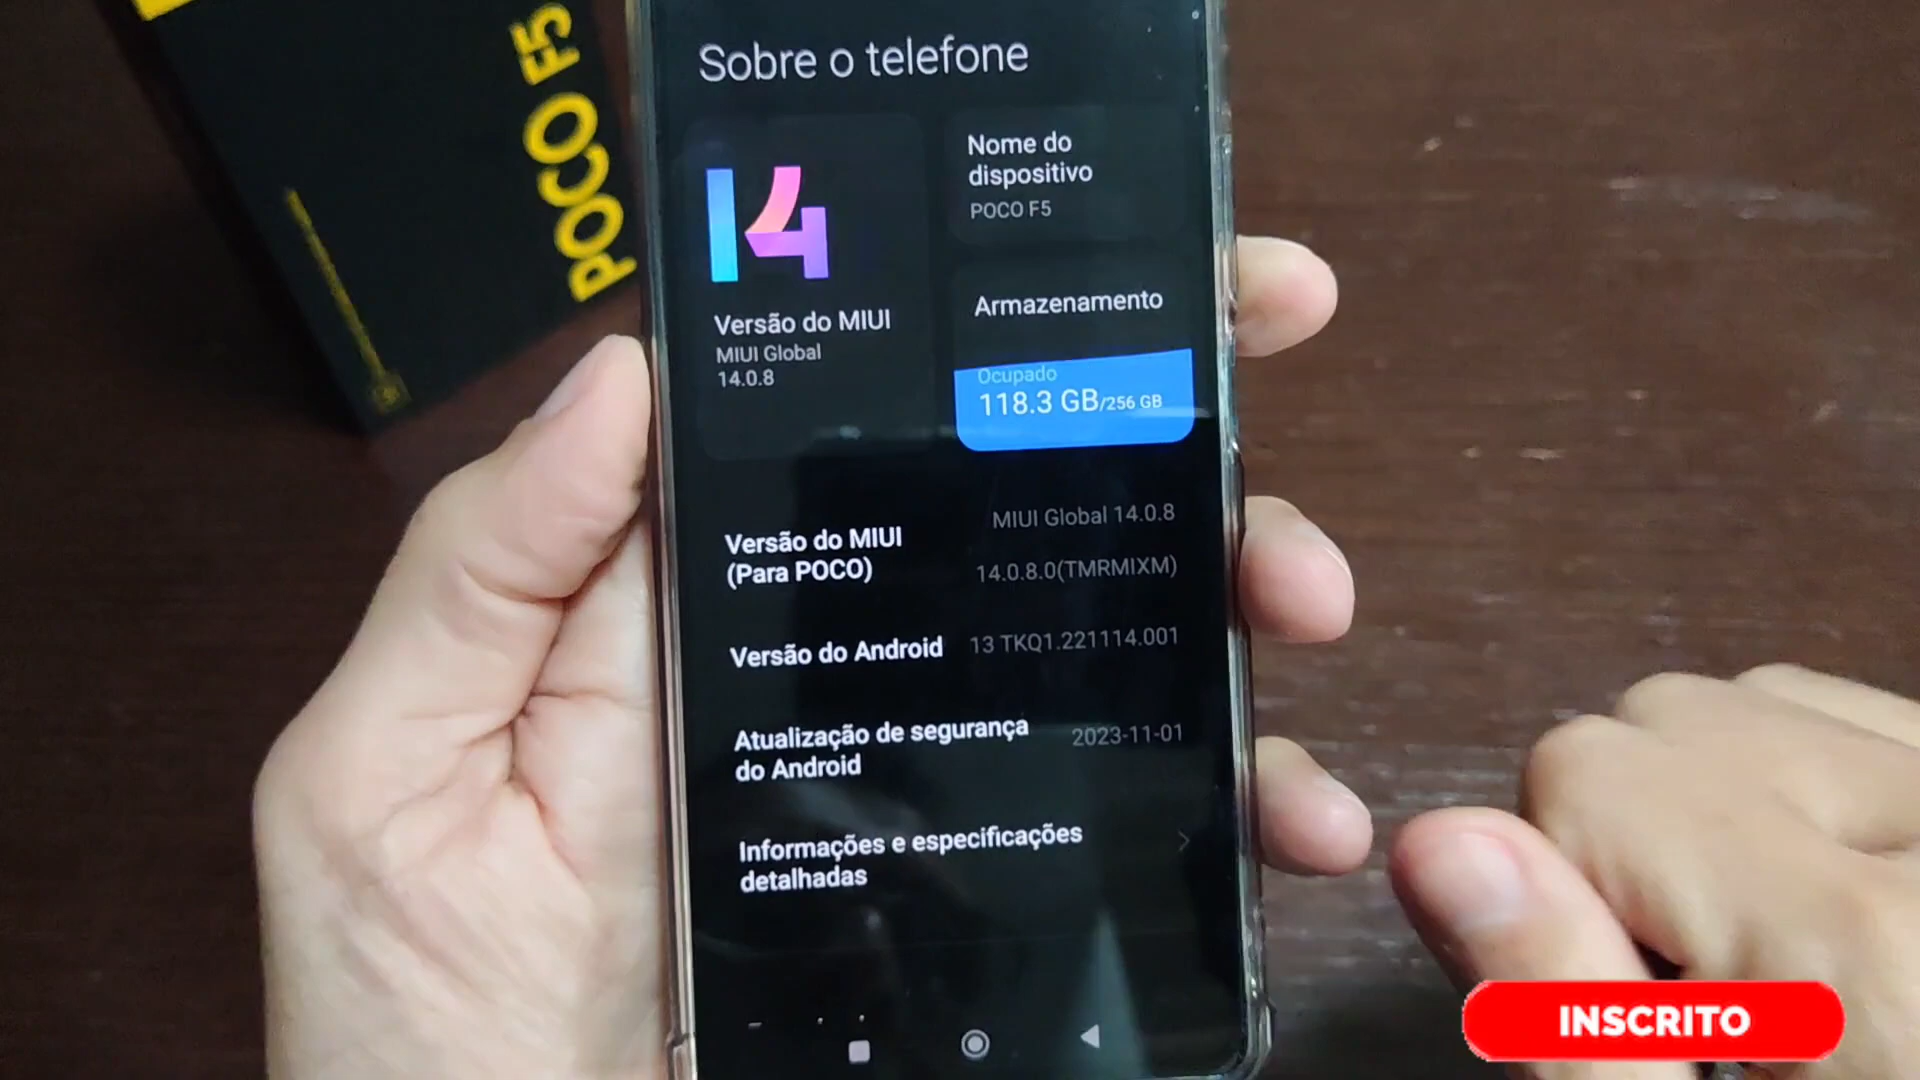 POCO F5
Sobre o telefone
14
Versão do MIUI
MIUI Global
14.0.8
Nome do
dispositivo
POCO F5
Armazenamento
Ocupado
118.3 GB/256 GB
Versão do MIUI
(Para POCO)
MIUI Global 14.0.8
14.0.8.0(TMRMIXM)
Versão do Android
13 TKQ1.221114.001
Atualização de segurança
do Android
2023-11-01
Informações e especificações
detalhadas
INSCRITO